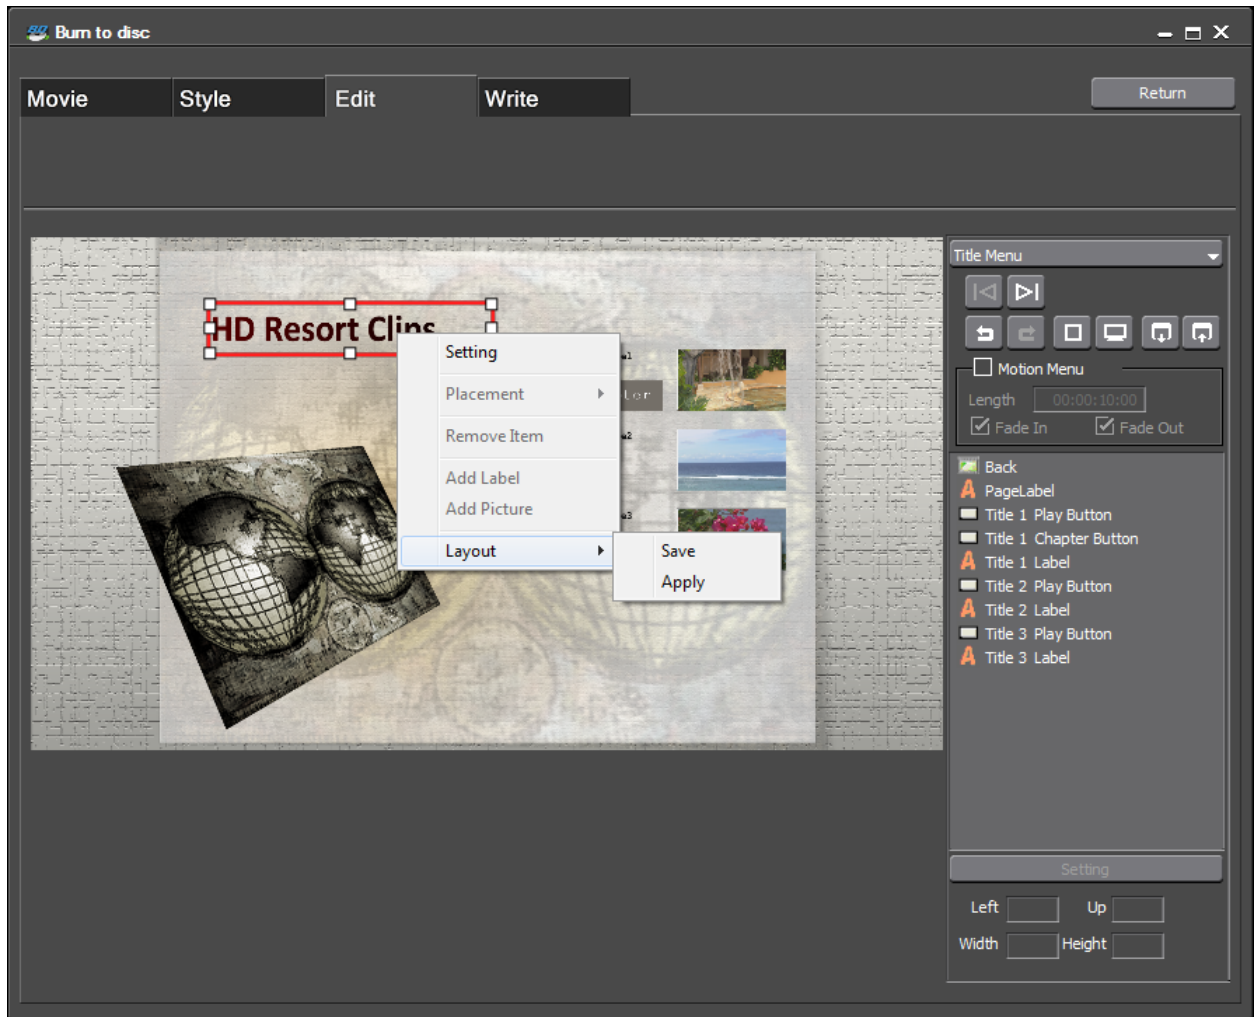 Burn to disc
Movie
Style
Edit
Write
Return
HD Resort Clips
Setting
Placement
Remove Item
Add Label
Add Picture
Layout
Save
Apply
Title Menu
Motion Menu
Length 00:00:10:00
Fade In
Fade Out
Back
PageLabel
Title 1 Play Button
Title 1 Chapter Button
Title 1 Label
Title 2 Play Button
Title 2 Label
Title 3 Play Button
Title 3 Label
Setting
Left
Up
Width
Height